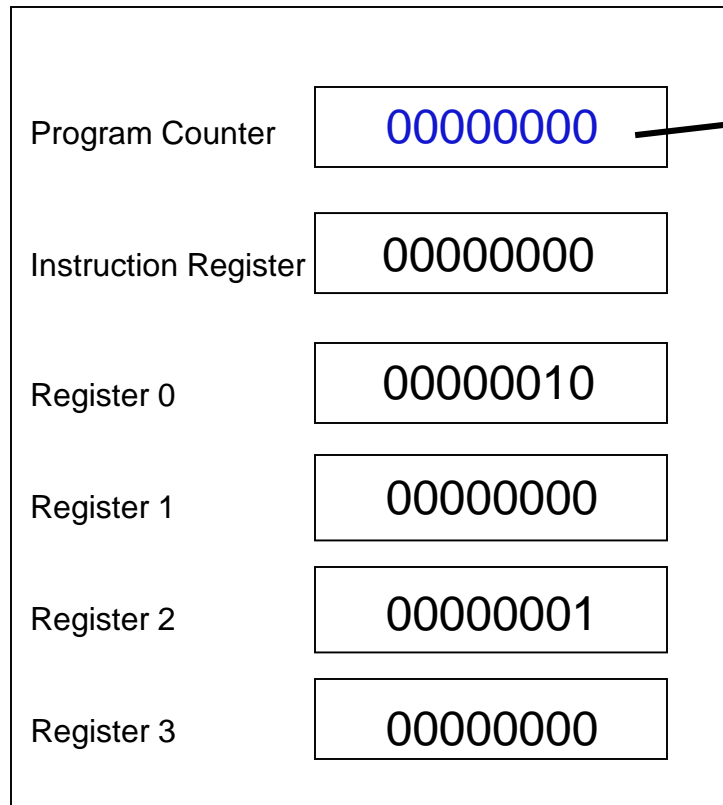 Program Counter 00000000
Instruction Register 00000000
Register 0 00000010
Register 1 00000000
Register 2 00000001
Register 3 00000000